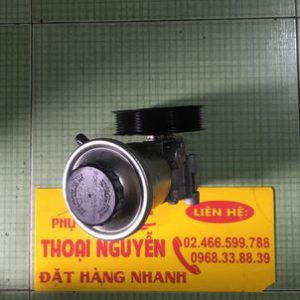 LIÊN HỆ:
PHỤ
THOẠI NGUYỄN
02.466.599.788
0968.33.88.39
ĐẶT HÀNG NHANH